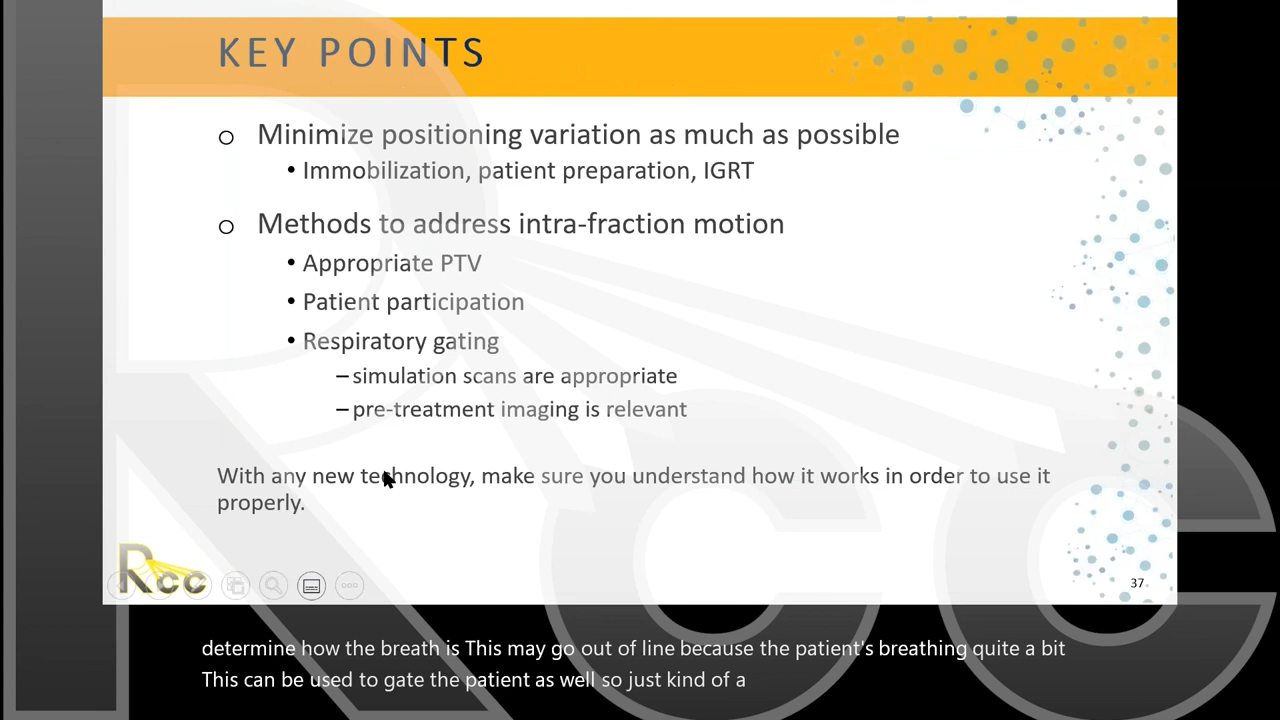 KEY POINTS
o Minimize positioning variation as much as possible
• Immobilization, patient preparation, IGRT
o Methods to address intra-fraction motion
• Appropriate PTV
• Patient participation
• Respiratory gating
– simulation scans are appropriate
– pre-treatment imaging is relevant
With any new technology, make sure you understand how it works in order to use it
properly.
Rcc
37
determine how the breath is This may go out of line because the patient's breathing quite a bit
This can be used to gate the patient as well so just kind of a
Rcc